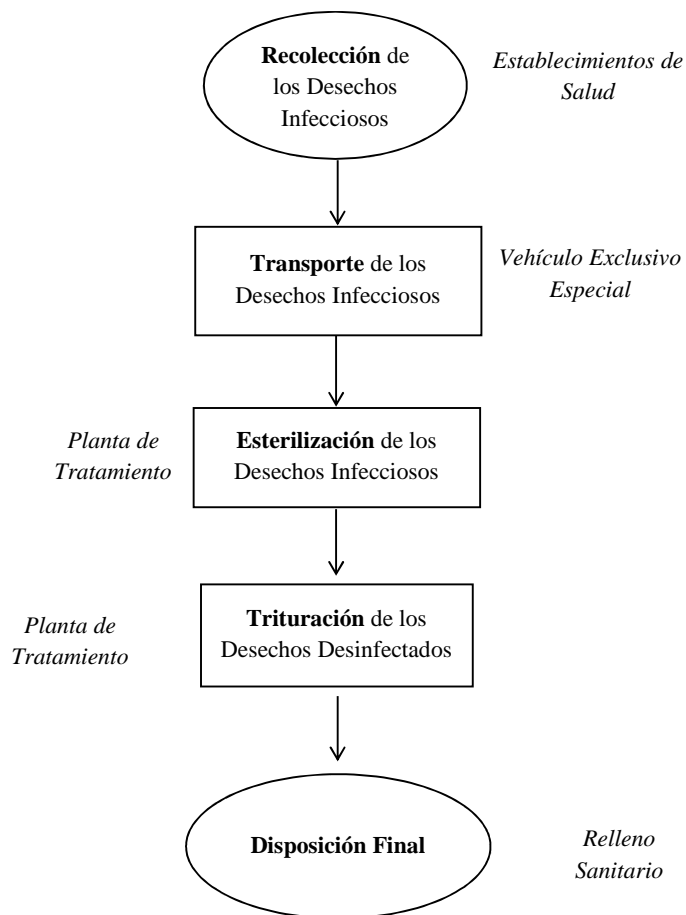 Recolección de
los Desechos
Infecciosos
Establecimientos de
Salud
Transporte de los
Desechos Infecciosos
Vehículo Exclusivo
Especial
Planta de
Tratamiento
Esterilización de los
Desechos Infecciosos
Planta de
Tratamiento
Trituración de los
Desechos Desinfectados
Disposición Final
Relleno
Sanitario